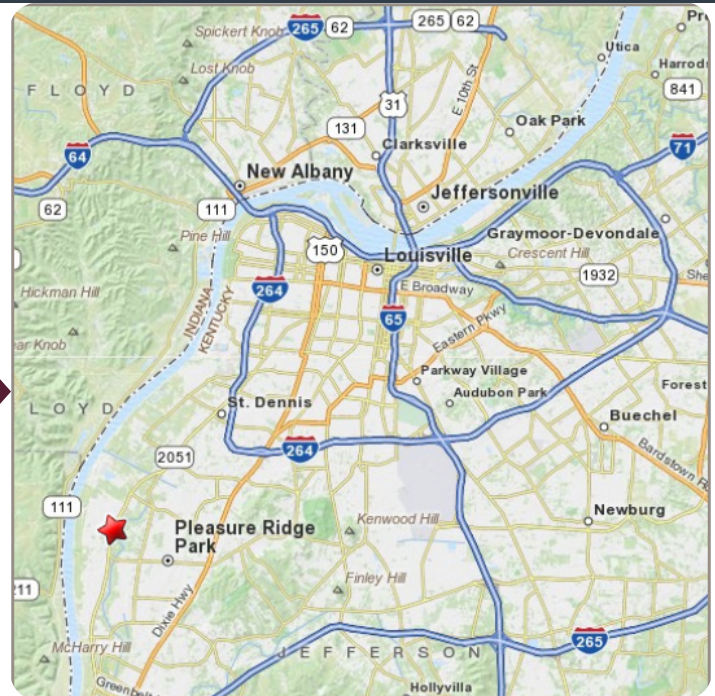 Spickert Knob
265
62
265
62
Utica
Harrod
841
Lost Knob
FLOYD
31
E 10th St
131
Oak Park
Clarksville
71
64
New Albany
Jeffersonville
62
111
Pine Hill
150
Graymoor-Devondale
Crescent Hill
Louisville
1932
Hickman Hill
264
E Broadway
INDIANA
KENTUCKY
65
Eastern Pkwy
Parkway Village
Forest
LOYD
St. Dennis
Audubon Park
Buechel
264
2051
Bardstown R
111
Newburg
Kenwood Hill
Pleasure Ridge
Park
Finley Hill
Dixie Hwy
McHarry Hill
JEFFERSON
265
Hollyville